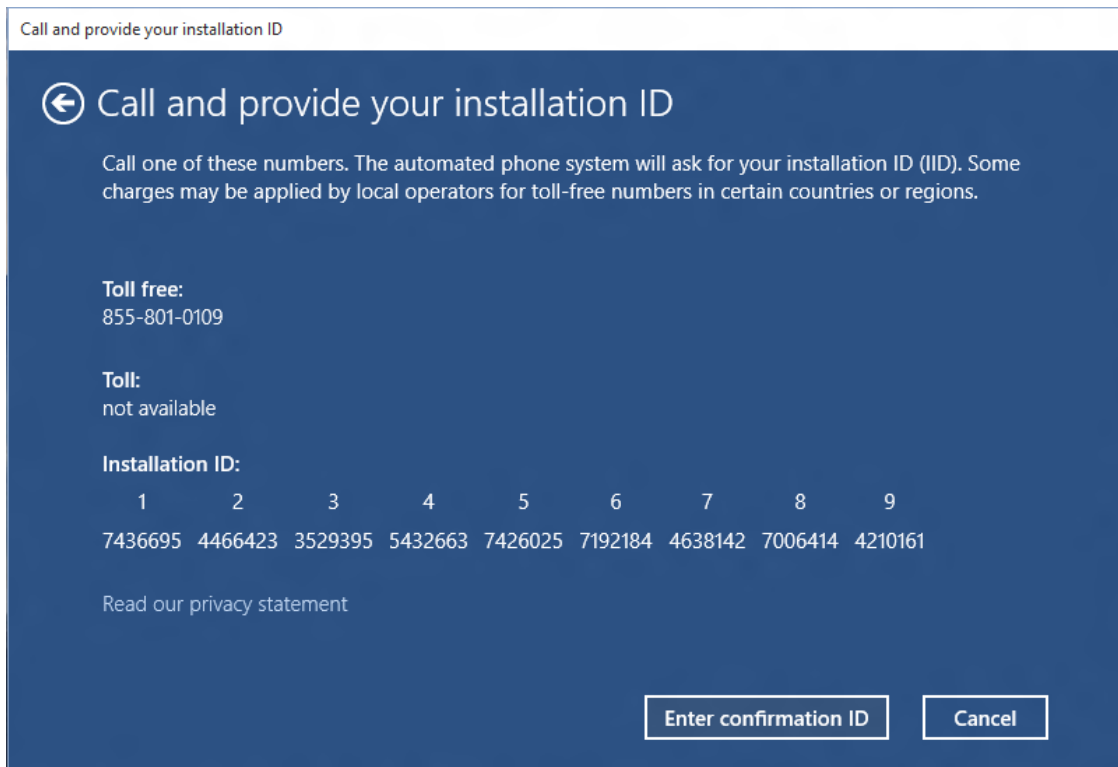 Call and provide your installation ID
Call and provide your installation ID
Call one of these numbers. The automated phone system will ask for your installation ID (IID). Some
charges may be applied by local operators for toll-free numbers in certain countries or regions.
Toll free:
855-801-0109
Toll:
not available
Installation ID:
1 2 3 4 5 6 7 8 9
7436695 4466423 3529395 5432663 7426025 7192184 4638142 7006414 4210161
Read our privacy statement
Enter confirmation ID Cancel